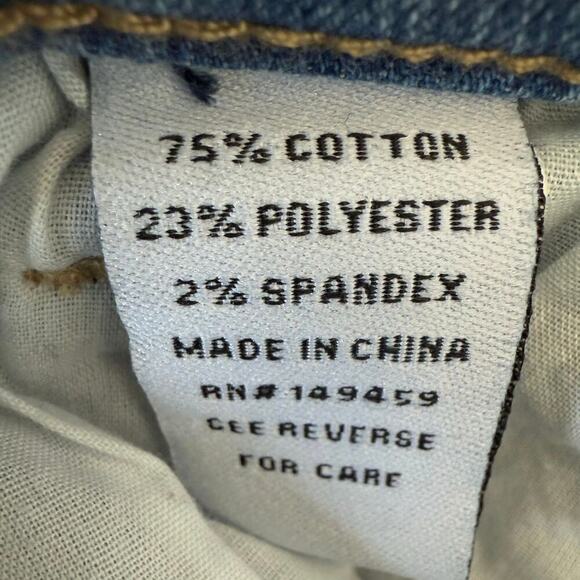 75% COTTON
23% POLYESTER
2% SPANDEX
MADE IN CHINA
RN# 149459
SEE REVERSE
FOR CARE